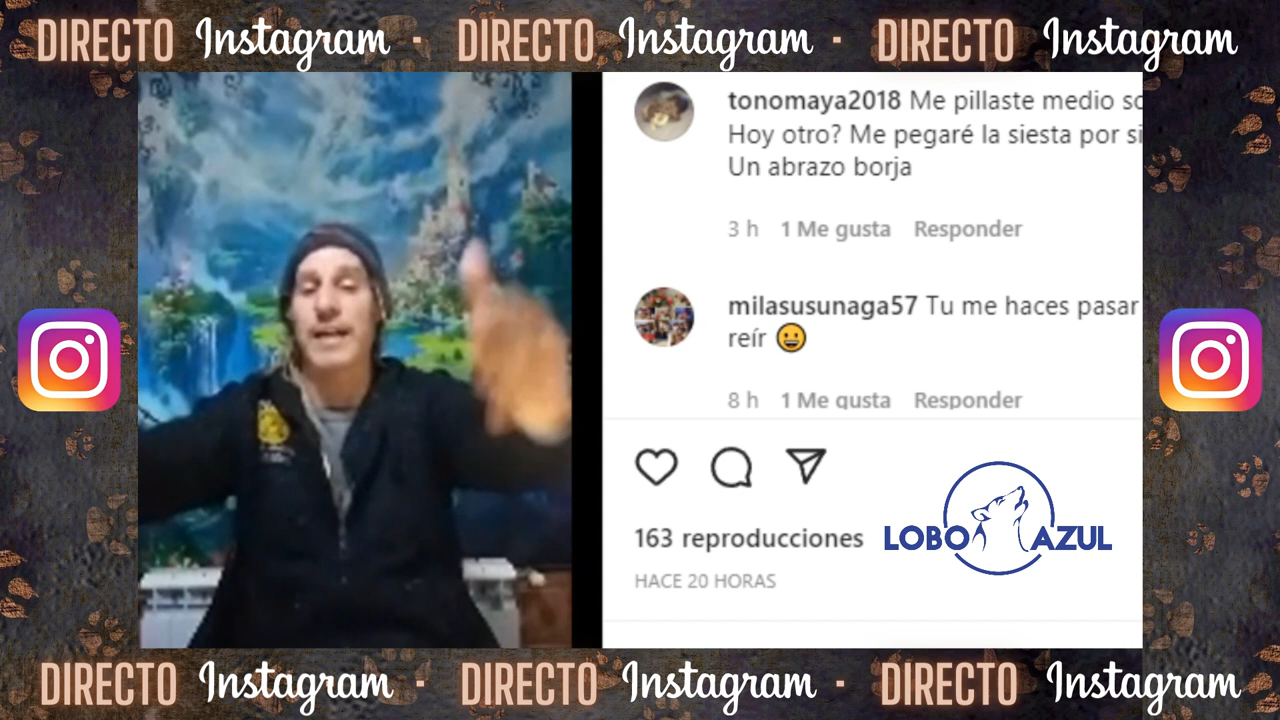 DIRECTO Instagram · DIRECTO Instagram · DIRECTO Instagram
tonomaya2018 Me pillaste medio
Hoy otro? Me pegaré la siesta por
Un abrazo borja
3 h 1 Me gusta Responder
milasusunaga57 Tu me haces pasar
reír 😀
8 h 1 Me gusta Responder
163 reproducciones
HACE 20 HORAS
LOBO AZUL
DIRECTO Instagram · DIRECTO Instagram · DIRECTO Instagram